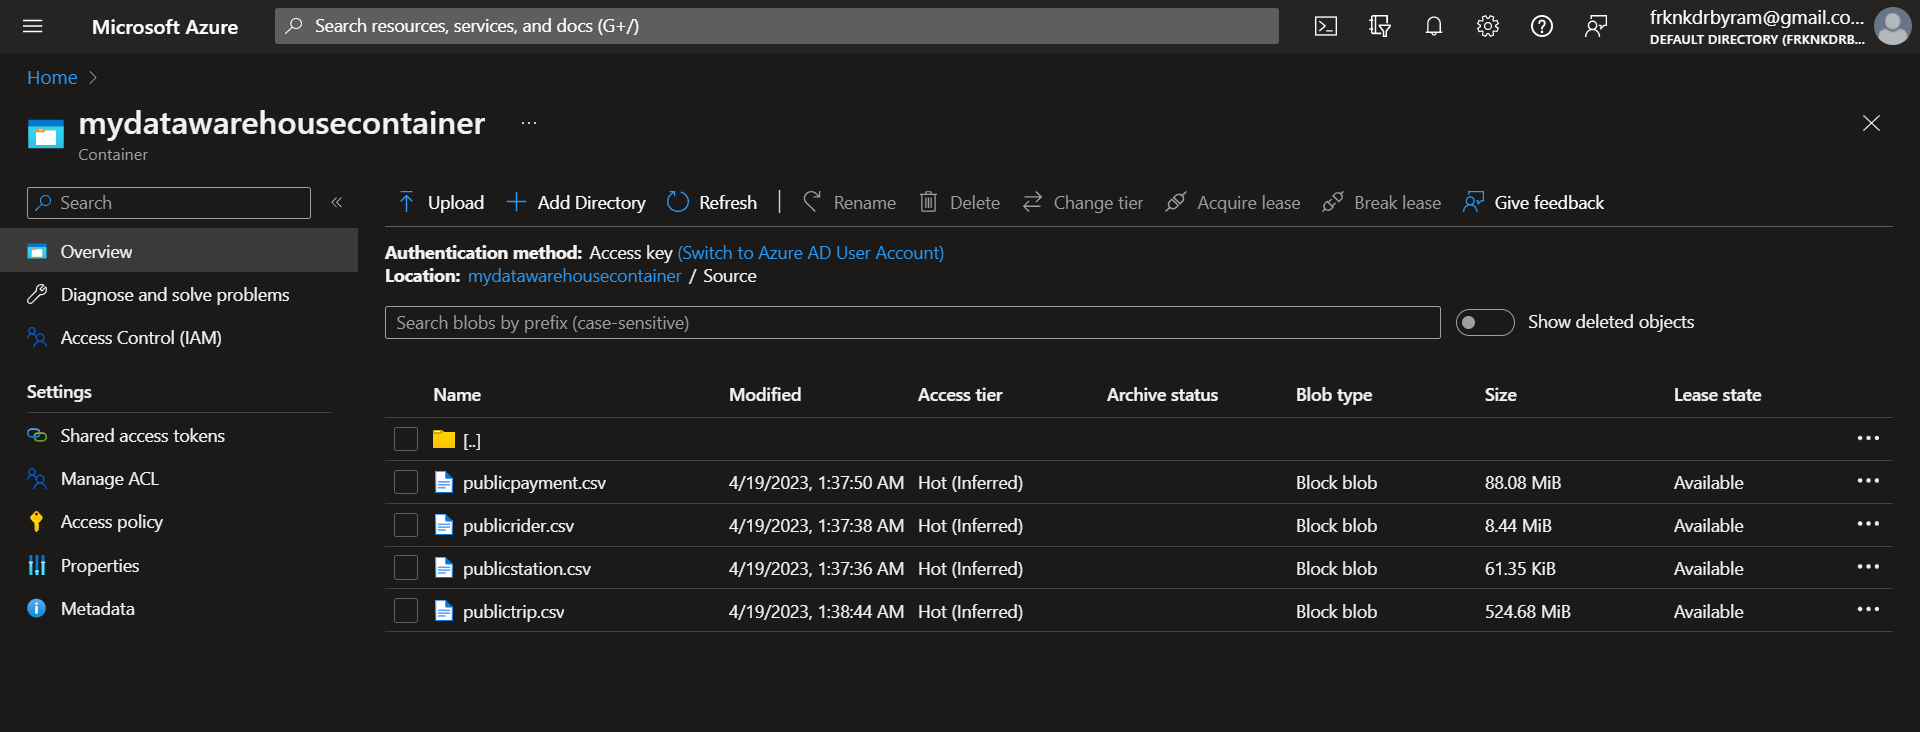 Microsoft Azure
Search resources, services, and docs (G+/)
frknkdrbyram@gmail.co...
DEFAULT DIRECTORY (FRKNKDRB...
Home
mydatawarehousecontainer ...
Container
Search
Upload Add Directory Refresh Rename Delete Change tier Acquire lease Break lease Give feedback
Overview
Diagnose and solve problems
Access Control (IAM)
Settings
Shared access tokens
Manage ACL
Access policy
Properties
Metadata
Authentication method: Access key (Switch to Azure AD User Account)
Location: mydatawarehousecontainer / Source
Search blobs by prefix (case-sensitive)
Show deleted objects
Name Modified Access tier Archive status Blob type Size Lease state
[..]
publicpayment.csv 4/19/2023, 1:37:50 AM Hot (Inferred) Block blob 88.08 MiB Available
publicrider.csv 4/19/2023, 1:37:38 AM Hot (Inferred) Block blob 8.44 MiB Available
publicstation.csv 4/19/2023, 1:37:36 AM Hot (Inferred) Block blob 61.35 KiB Available
publictrip.csv 4/19/2023, 1:38:44 AM Hot (Inferred) Block blob 524.68 MiB Available